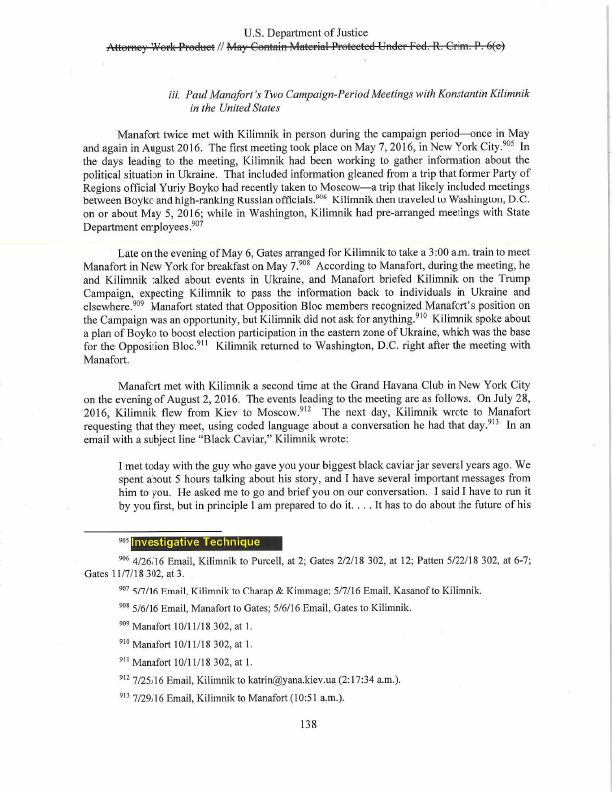 U.S. Department of Justice
Attorney Work Product // May Contain Material Protected Under Fed. R. Crim. P. 6(e)
iii. Paul Manafort's Two Campaign-Period Meetings with Konstantin Kilimnik
in the United States
Manafort twice met with Kilimnik in person during the campaign period—once in May
and again in August 2016. The first meeting took place on May 7, 2016, in New York City.905 In
the days leading to the meeting, Kilimnik had been working to gather information about the
political situation in Ukraine. That included information gleaned from a trip that former Party of
Regions official Yuriy Boyko had recently taken to Moscow—a trip that likely included meetings
between Boyko and high-ranking Russian officials.906 Kilimnik then traveled to Washington, D.C.
on or about May 5, 2016; while in Washington, Kilimnik had pre-arranged meetings with State
Department employees.907
Late on the evening of May 6, Gates arranged for Kilimnik to take a 3:00 a.m. train to meet
Manafort in New York for breakfast on May 7.908 According to Manafort, during the meeting, he
and Kilimnik talked about events in Ukraine, and Manafort briefed Kilimnik on the Trump
Campaign, expecting Kilimnik to pass the information back to individuals in Ukraine and
elsewhere.909 Manafort stated that Opposition Bloc members recognized Manafort's position on
the Campaign was an opportunity, but Kilimnik did not ask for anything.910 Kilimnik spoke about
a plan of Boyko to boost election participation in the eastern zone of Ukraine, which was the base
for the Opposition Bloc.911 Kilimnik returned to Washington, D.C. right after the meeting with
Manafort.
Manafort met with Kilimnik a second time at the Grand Havana Club in New York City
on the evening of August 2, 2016. The events leading to the meeting are as follows. On July 28,
2016, Kilimnik flew from Kiev to Moscow.912 The next day, Kilimnik wrote to Manafort
requesting that they meet, using coded language about a conversation he had that day.913 In an
email with a subject line "Black Caviar," Kilimnik wrote:
I met today with the guy who gave you your biggest black caviar jar several years ago. We
spent about 5 hours talking about his story, and I have several important messages from
him to you. He asked me to go and brief you on our conversation. I said I have to run it
by you first, but in principle I am prepared to do it. . . . It has to do about the future of his
905 Investigative Technique
906 4/26/16 Email, Kilimnik to Purcell, at 2; Gates 2/2/18 302, at 12; Patten 5/22/18 302, at 6-7;
Gates 11/7/18 302, at 3.
907 5/7/16 Email, Kilimnik to Charap & Kimmage; 5/7/16 Email, Kasanof to Kilimnik.
908 5/6/16 Email, Manafort to Gates; 5/6/16 Email, Gates to Kilimnik.
909 Manafort 10/11/18 302, at 1.
910 Manafort 10/11/18 302, at 1.
911 Manafort 10/11/18 302, at 1.
912 7/25/16 Email, Kilimnik to katrin@yana.kiev.ua (2:17:34 a.m.).
913 7/29/16 Email, Kilimnik to Manafort (10:51 a.m.).
138